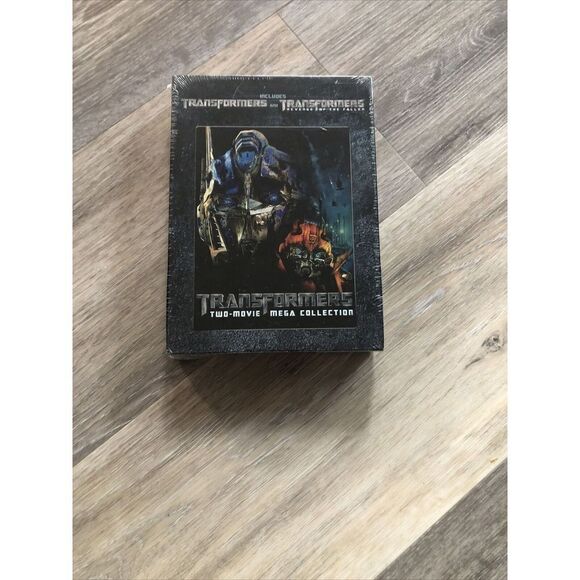 INCLUDES
TRANSFORMERS AND TRANSFORMERS
REVENGE OF THE FALLEN
TRANSFORMERS
TWO-MOVIE MEGA COLLECTION